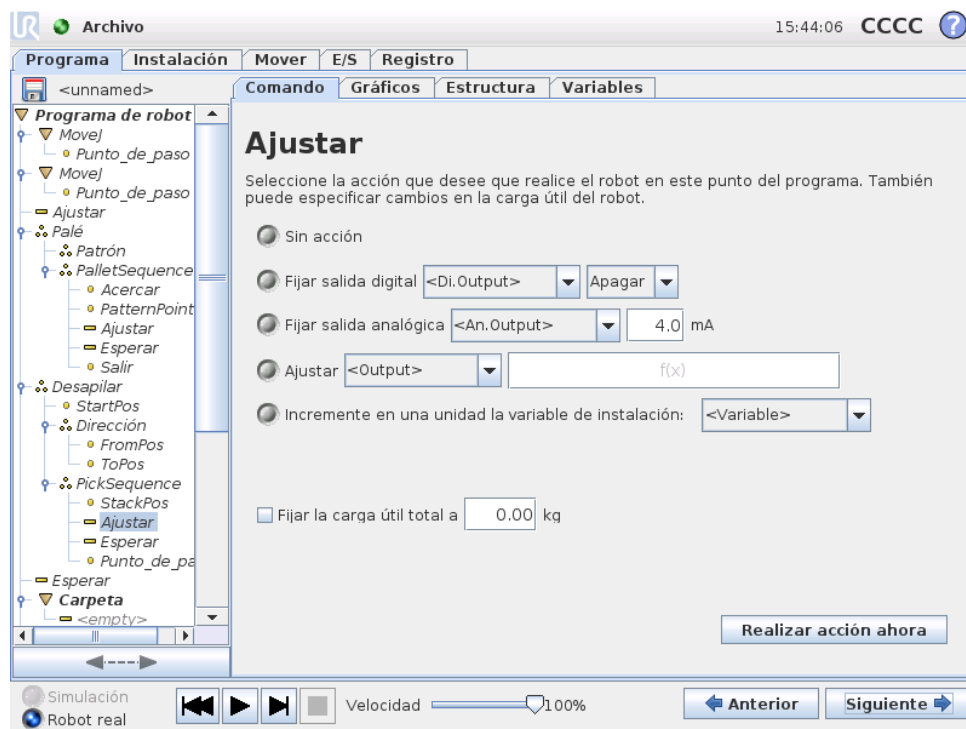 UR Archivo 15:44:06 CCCC ?
Programa Instalación Mover E/S Registro
<unnamed>
Comando Gráficos Estructura Variables
Programa de robot
MoveJ
Punto_de_paso
MoveJ
Punto_de_paso
Ajustar
Palé
Patrón
PalletSequence
Acercar
PatternPoint
Ajustar
Esperar
Salir
Desapilar
StartPos
Dirección
FromPos
ToPos
PickSequence
StackPos
Ajustar
Esperar
Punto_de_pa
Esperar
Carpeta
<empty>
Ajustar
Seleccione la acción que desee que realice el robot en este punto del programa. También
puede especificar cambios en la carga útil del robot.
Sin acción
Fijar salida digital <Di.Output> Apagar
Fijar salida analógica <An.Output> 4.0 mA
Ajustar <Output> f(x)
Incremente en una unidad la variable de instalación: <Variable>
Fijar la carga útil total a 0.00 kg
Realizar acción ahora
Simulación
Robot real
Velocidad 100%
Anterior Siguiente